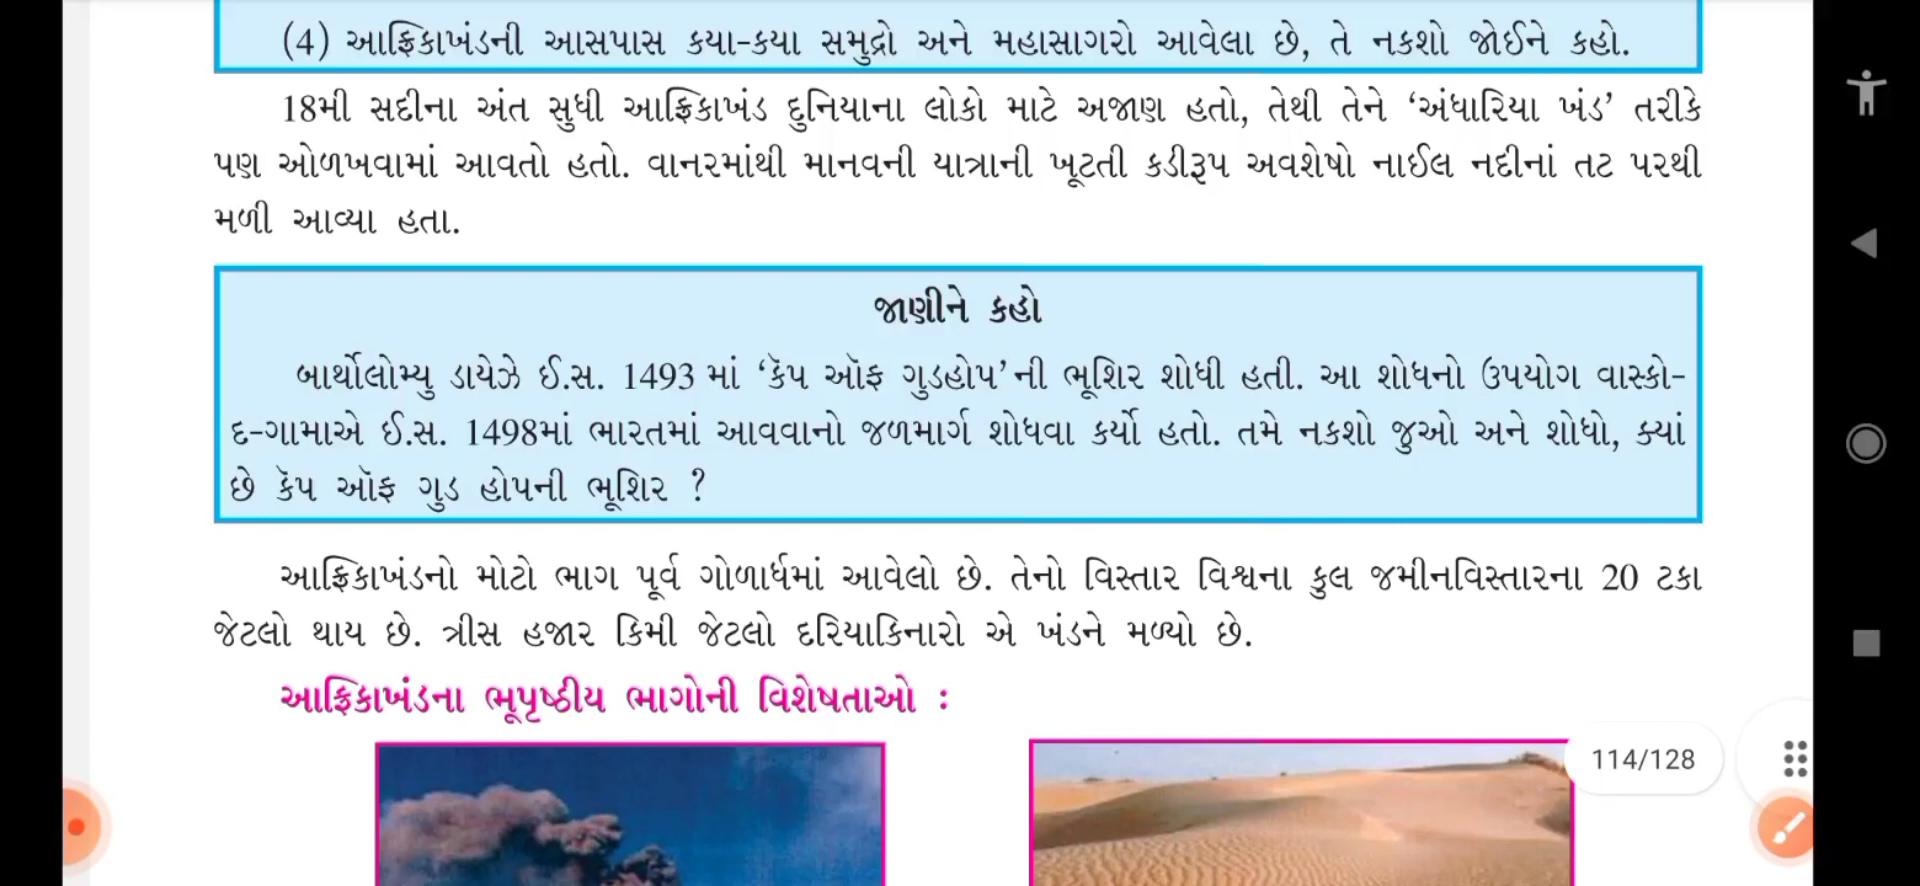 (4) આફ્રિકાખંડની આસપાસ કયા-કયા સમુદ્રો અને મહાસાગરો આવેલા છે, તે નકશો જોઈને કહો.
18મી સદીના અંત સુધી આફ્રિકાખંડ દુનિયાના લોકો માટે અજાણ હતો, તેથી તેને ‘અંધારિયા ખંડ’ તરીકે
પણ ઓળખવામાં આવતો હતો. વાનરમાંથી માનવની યાત્રાની ખૂટતી કડીરૂપ અવશેષો નાઈલ નદીનાં તટ પરથી
મળી આવ્યા હતા.
જાણીને કહો
બાર્થોલોમ્યુ ડાયેઝે ઈ.સ. 1493 માં ‘કૅપ ઑફ ગુડહોપ’ની ભૂશિર શોધી હતી. આ શોધનો ઉપયોગ વાસ્કો-
દ-ગામાએ ઈ.સ. 1498માં ભારતમાં આવવાનો જળમાર્ગ શોધવા કર્યો હતો. તમે નકશો જુઓ અને શોધો, ક્યાં
છે કૅપ ઑફ ગુડ હોપની ભૂશિર ?
આફ્રિકાખંડનો મોટો ભાગ પૂર્વ ગોળાર્ધમાં આવેલો છે. તેનો વિસ્તાર વિશ્વના કુલ જમીનવિસ્તારના 20 ટકા
જેટલો થાય છે. ત્રીસ હજાર કિમી જેટલો દરિયાકિનારો એ ખંડને મળ્યો છે.
આફ્રિકાખંડના ભૂપૃષ્ઠીય ભાગોની વિશેષતાઓ :
114/128